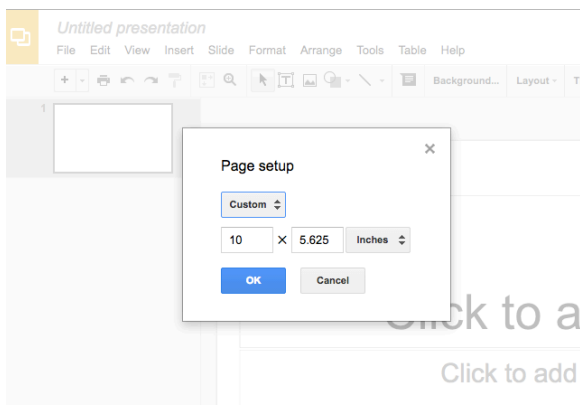 Untitled presentation
File Edit View Insert Slide Format Arrange Tools Table Help
Background... Layout T
1
×
Page setup
Custom
10 × 5.625 Inches
OK Cancel
Click to a
Click to add